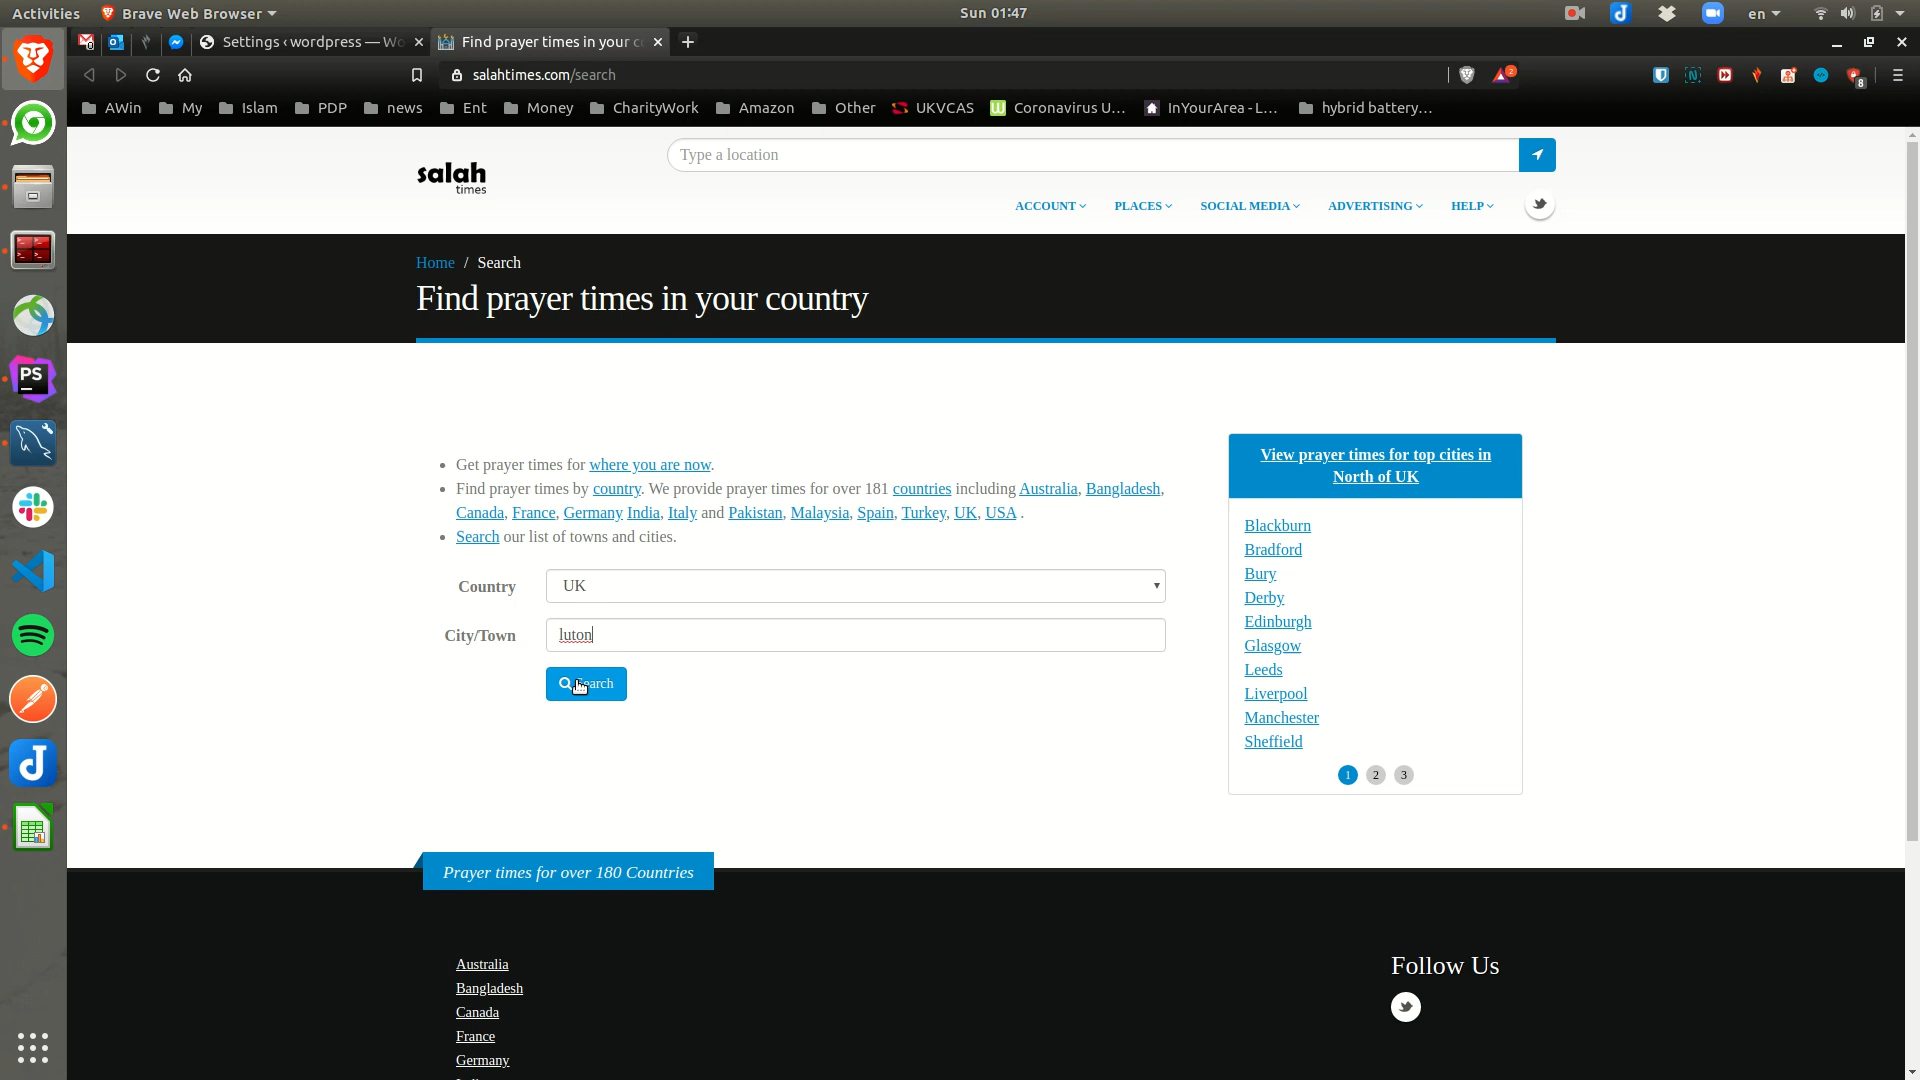 Activities
Brave Web Browser
Sun 01:47
en
Settings ‹ wordpress — Wo
Find prayer times in your c
salahtimes.com/search
2
8
AWin
My
Islam
PDP
news
Ent
Money
CharityWork
Amazon
Other
UKVCAS
Coronavirus U...
InYourArea - L...
hybrid battery...
Type a location
salah
times
ACCOUNT
PLACES
SOCIAL MEDIA
ADVERTISING
HELP
Home / Search
Find prayer times in your country
Get prayer times for where you are now.
Find prayer times by country. We provide prayer times for over 181 countries including Australia, Bangladesh,
Canada, France, Germany India, Italy and Pakistan, Malaysia, Spain, Turkey, UK, USA .
Search our list of towns and cities.
Country
UK
City/Town
luton
Search
View prayer times for top cities in
North of UK
Blackburn
Bradford
Bury
Derby
Edinburgh
Glasgow
Leeds
Liverpool
Manchester
Sheffield
1 2 3
Prayer times for over 180 Countries
Australia
Bangladesh
Canada
France
Germany
Follow Us
PS